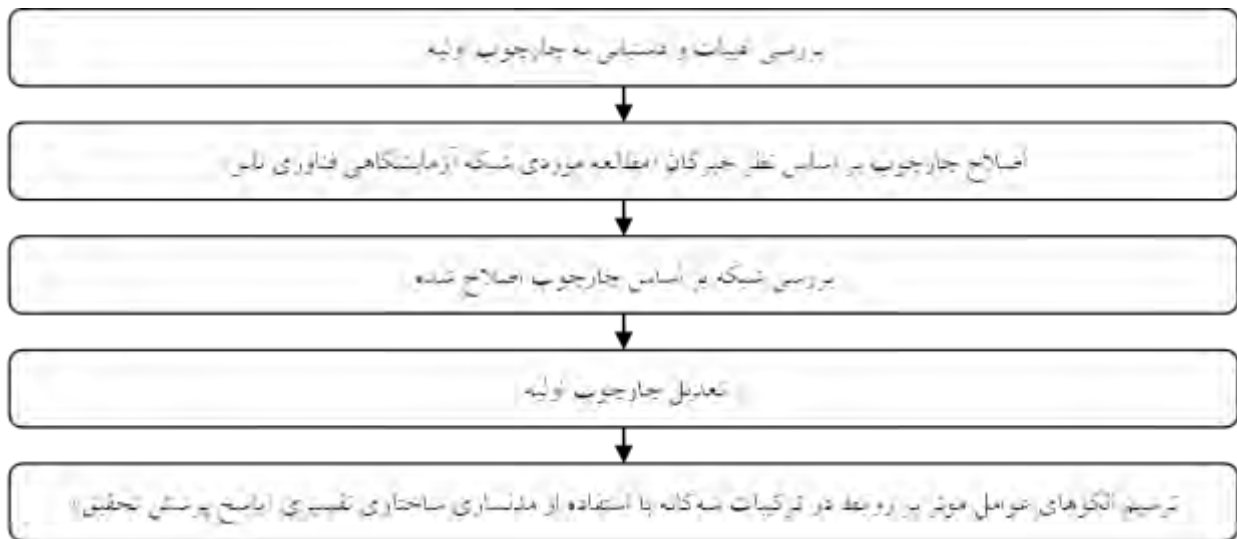 بررسی ادبیات و دستیابی به چارچوب اولیه
اصلاح چارچوب بر اساس نظر خبرگان (مطالعه موردی شبکه آزمایشگاهی فناوری نانو)
بررسی شبکه بر اساس چارچوب اصلاح شده
تعدیل چارچوب اولیه
ترسیم الگوهای عوامل موثر بر روابط در ترکیبات سه‌گانه با استفاده از مدلسازی ساختاری تفسیری (پاسخ پرسش تحقیق)